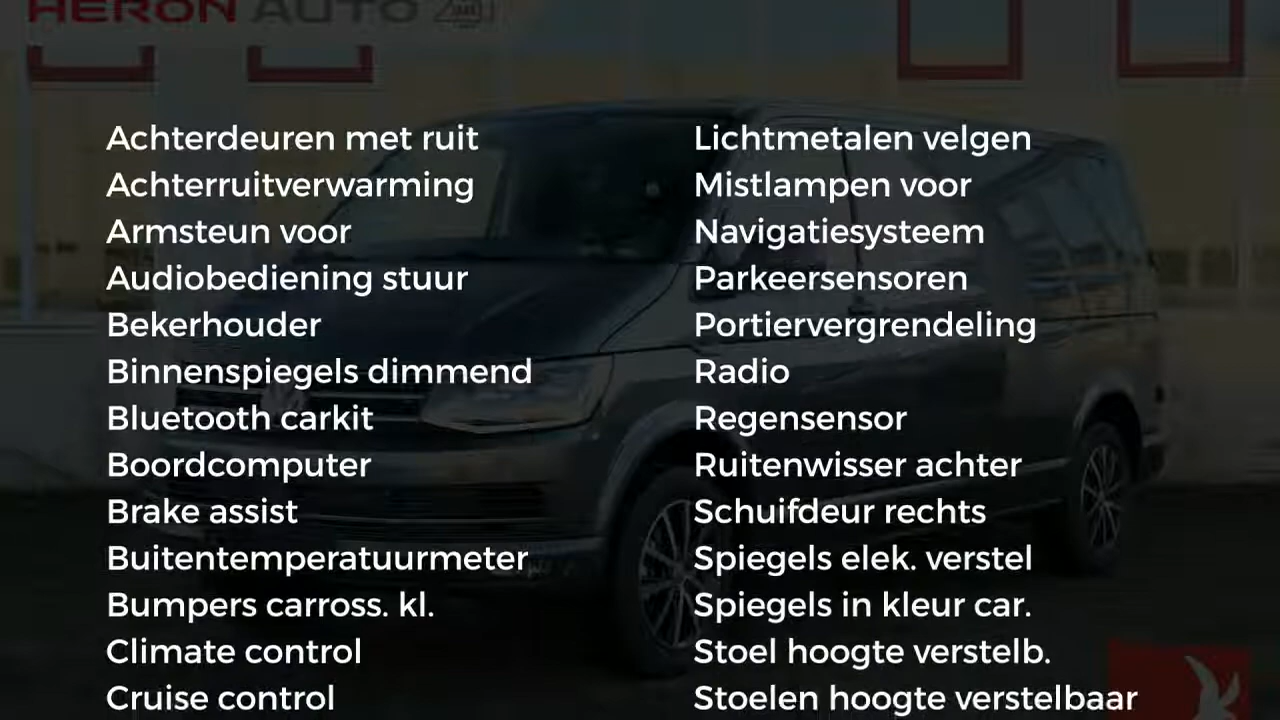 HERON AUTO
Achterdeuren met ruit
Achterruitverwarming
Armsteun voor
Audiobediening stuur
Bekerhouder
Binnenspiegels dimmend
Bluetooth carkit
Boordcomputer
Brake assist
Buitentemperatuurmeter
Bumpers carross. kl.
Climate control
Cruise control
Lichtmetalen velgen
Mistlampen voor
Navigatiesysteem
Parkeersensoren
Portiervergrendeling
Radio
Regensensor
Ruitenwisser achter
Schuifdeur rechts
Spiegels elek. verstel
Spiegels in kleur car.
Stoel hoogte verstelb.
Stoelen hoogte verstelbaar